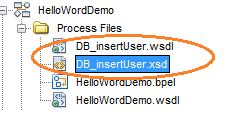 HelloWordDemo
Process Files
DB_insertUser.wsdl
DB_insertUser.xsd
HelloWordDemo.bpel
HelloWordDemo.wsdl